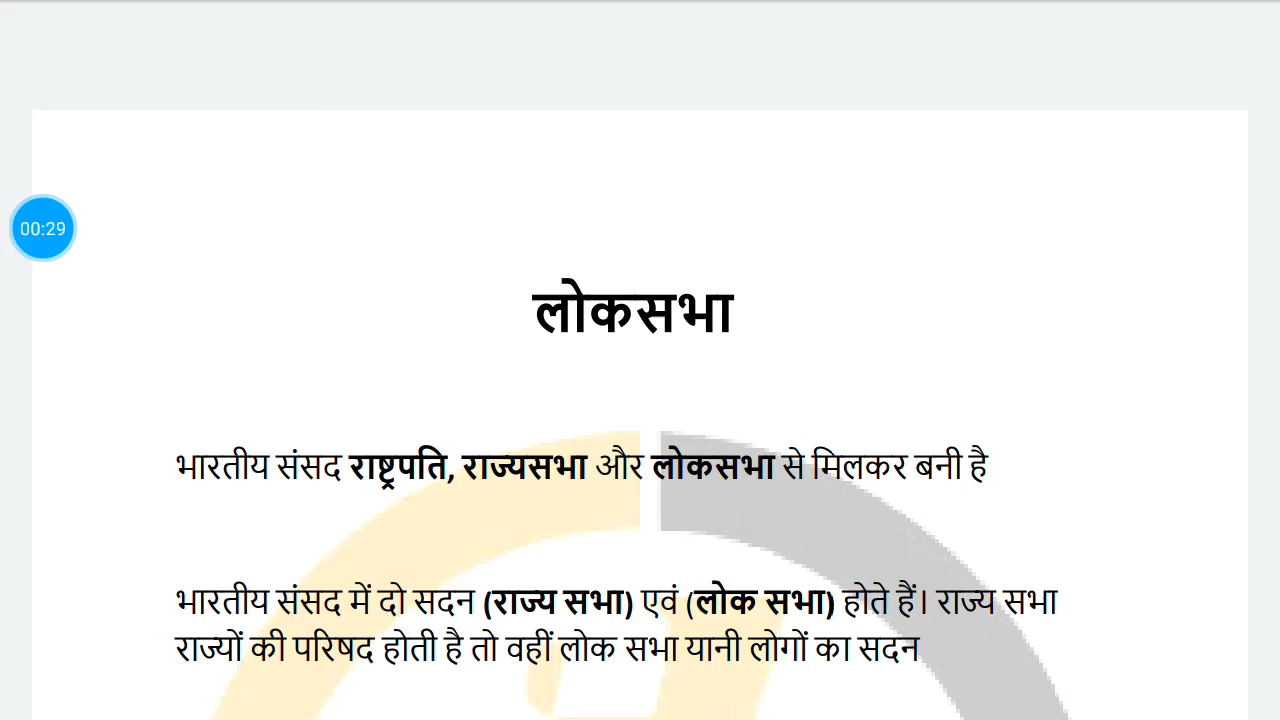 लोकसभा
00:29
भारतीय संसद राष्ट्रपति, राज्यसभा और लोकसभा से मिलकर बनी है
भारतीय संसद में दो सदन (राज्य सभा) एवं (लोक सभा) होते हैं। राज्य सभा
राज्यों की परिषद होती है तो वहीं लोक सभा यानी लोगों का सदन